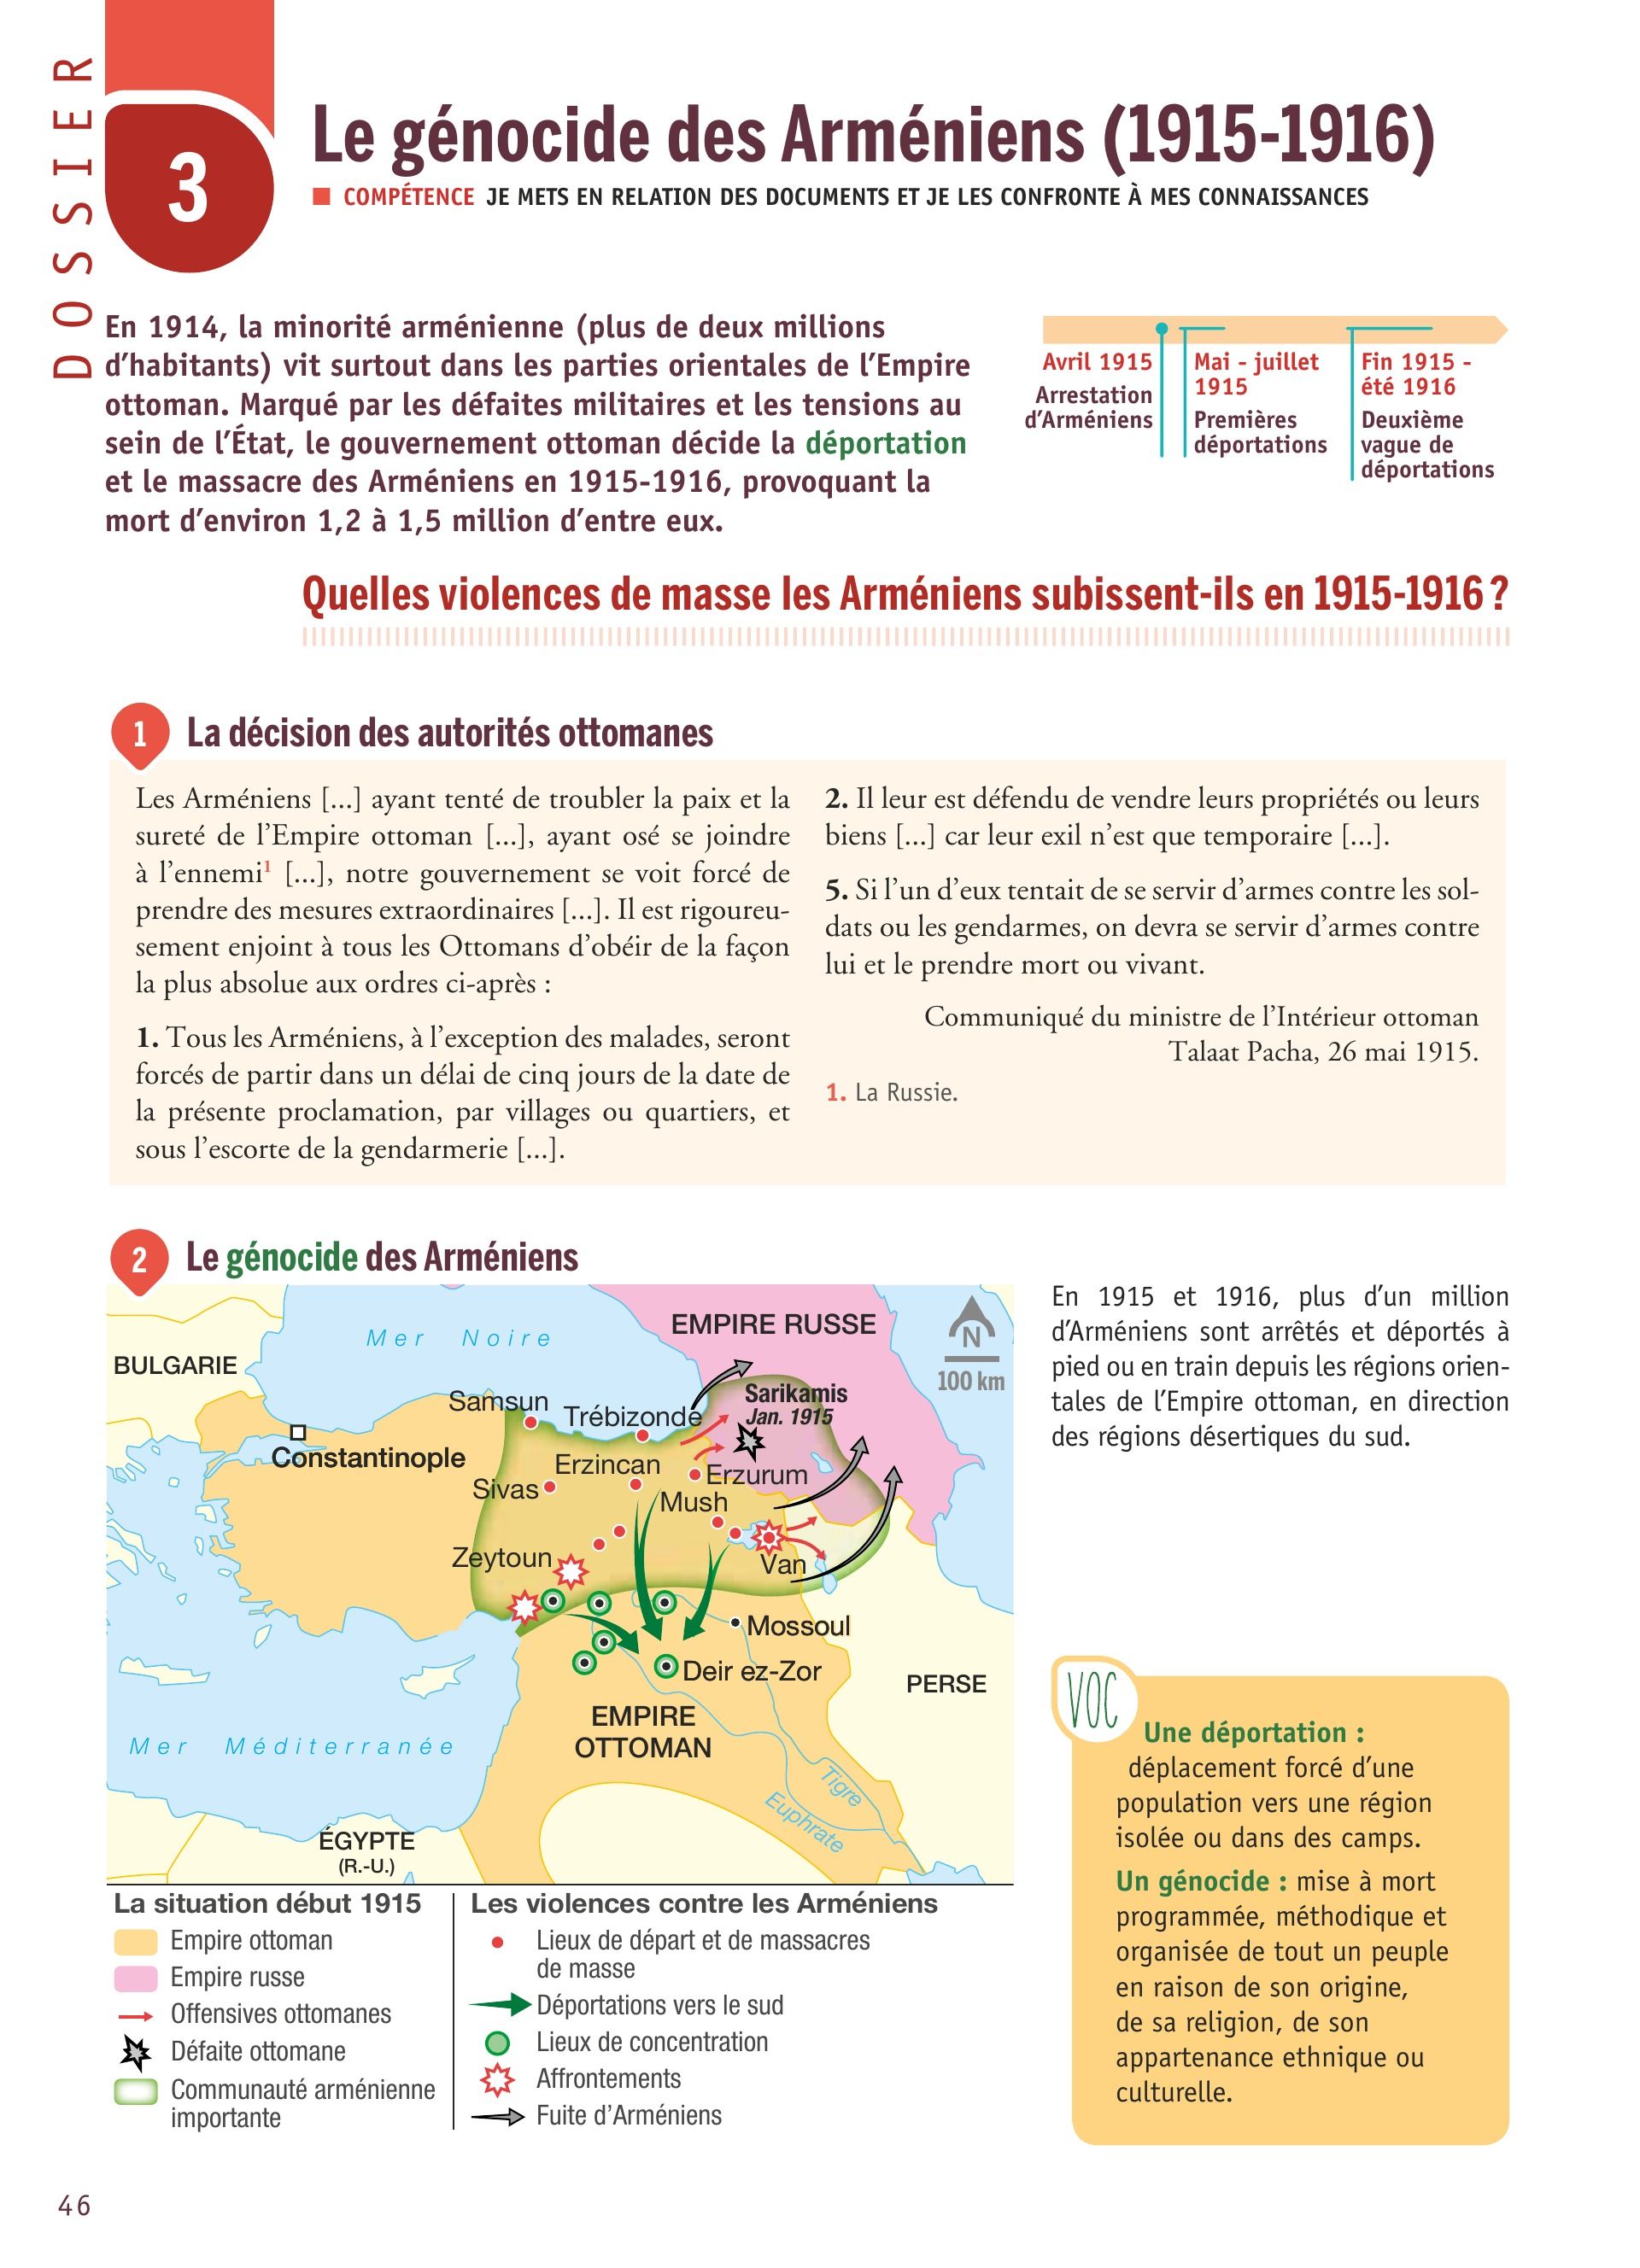 DOSSIER
3
Le génocide des Arméniens (1915-1916)
COMPÉTENCE JE METS EN RELATION DES DOCUMENTS ET JE LES CONFRONTE À MES CONNAISSANCES
En 1914, la minorité arménienne (plus de deux millions
d’habitants) vit surtout dans les parties orientales de l’Empire
ottoman. Marqué par les défaites militaires et les tensions au
sein de l’État, le gouvernement ottoman décide la déportation
et le massacre des Arméniens en 1915-1916, provoquant la
mort d’environ 1,2 à 1,5 million d’entre eux.
Avril 1915
Arrestation
d’Arméniens
Mai - juillet
1915
Premières
déportations
Fin 1915 -
été 1916
Deuxième
vague de
déportations
Quelles violences de masse les Arméniens subissent-ils en 1915-1916 ?
1 La décision des autorités ottomanes
Les Arméniens [...] ayant tenté de troubler la paix et la
sureté de l’Empire ottoman [...], ayant osé se joindre
à l’ennemi1 [...], notre gouvernement se voit forcé de
prendre des mesures extraordinaires [...]. Il est rigoureu-
sement enjoint à tous les Ottomans d’obéir de la façon
la plus absolue aux ordres ci-après :
1. Tous les Arméniens, à l’exception des malades, seront
forcés de partir dans un délai de cinq jours de la date de
la présente proclamation, par villages ou quartiers, et
sous l’escorte de la gendarmerie [...].
2. Il leur est défendu de vendre leurs propriétés ou leurs
biens [...] car leur exil n’est que temporaire [...].
5. Si l’un d’eux tentait de se servir d’armes contre les sol-
dats ou les gendarmes, on devra se servir d’armes contre
lui et le prendre mort ou vivant.
Communiqué du ministre de l’Intérieur ottoman
Talaat Pacha, 26 mai 1915.
1. La Russie.
2 Le génocide des Arméniens
Mer Noire
EMPIRE RUSSE
N
100 km
BULGARIE
Samsun
Trébizonde
Sarikamis
Jan. 1915
Constantinople
Erzincan
Erzurum
Sivas
Mush
Zeytoun
Van
Mossoul
Deir ez-Zor
PERSE
EMPIRE
OTTOMAN
Mer Méditerranée
Tigre
Euphrate
ÉGYPTE
(R.-U.)
La situation début 1915
Empire ottoman
Empire russe
Offensives ottomanes
Défaite ottomane
Communauté arménienne
importante
Les violences contre les Arméniens
Lieux de départ et de massacres
de masse
Déportations vers le sud
Lieux de concentration
Affrontements
Fuite d’Arméniens
En 1915 et 1916, plus d’un million
d’Arméniens sont arrêtés et déportés à
pied ou en train depuis les régions orien-
tales de l’Empire ottoman, en direction
des régions désertiques du sud.
VOC
Une déportation :
déplacement forcé d’une
population vers une région
isolée ou dans des camps.
Un génocide : mise à mort
programmée, méthodique et
organisée de tout un peuple
en raison de son origine,
de sa religion, de son
appartenance ethnique ou
culturelle.
46